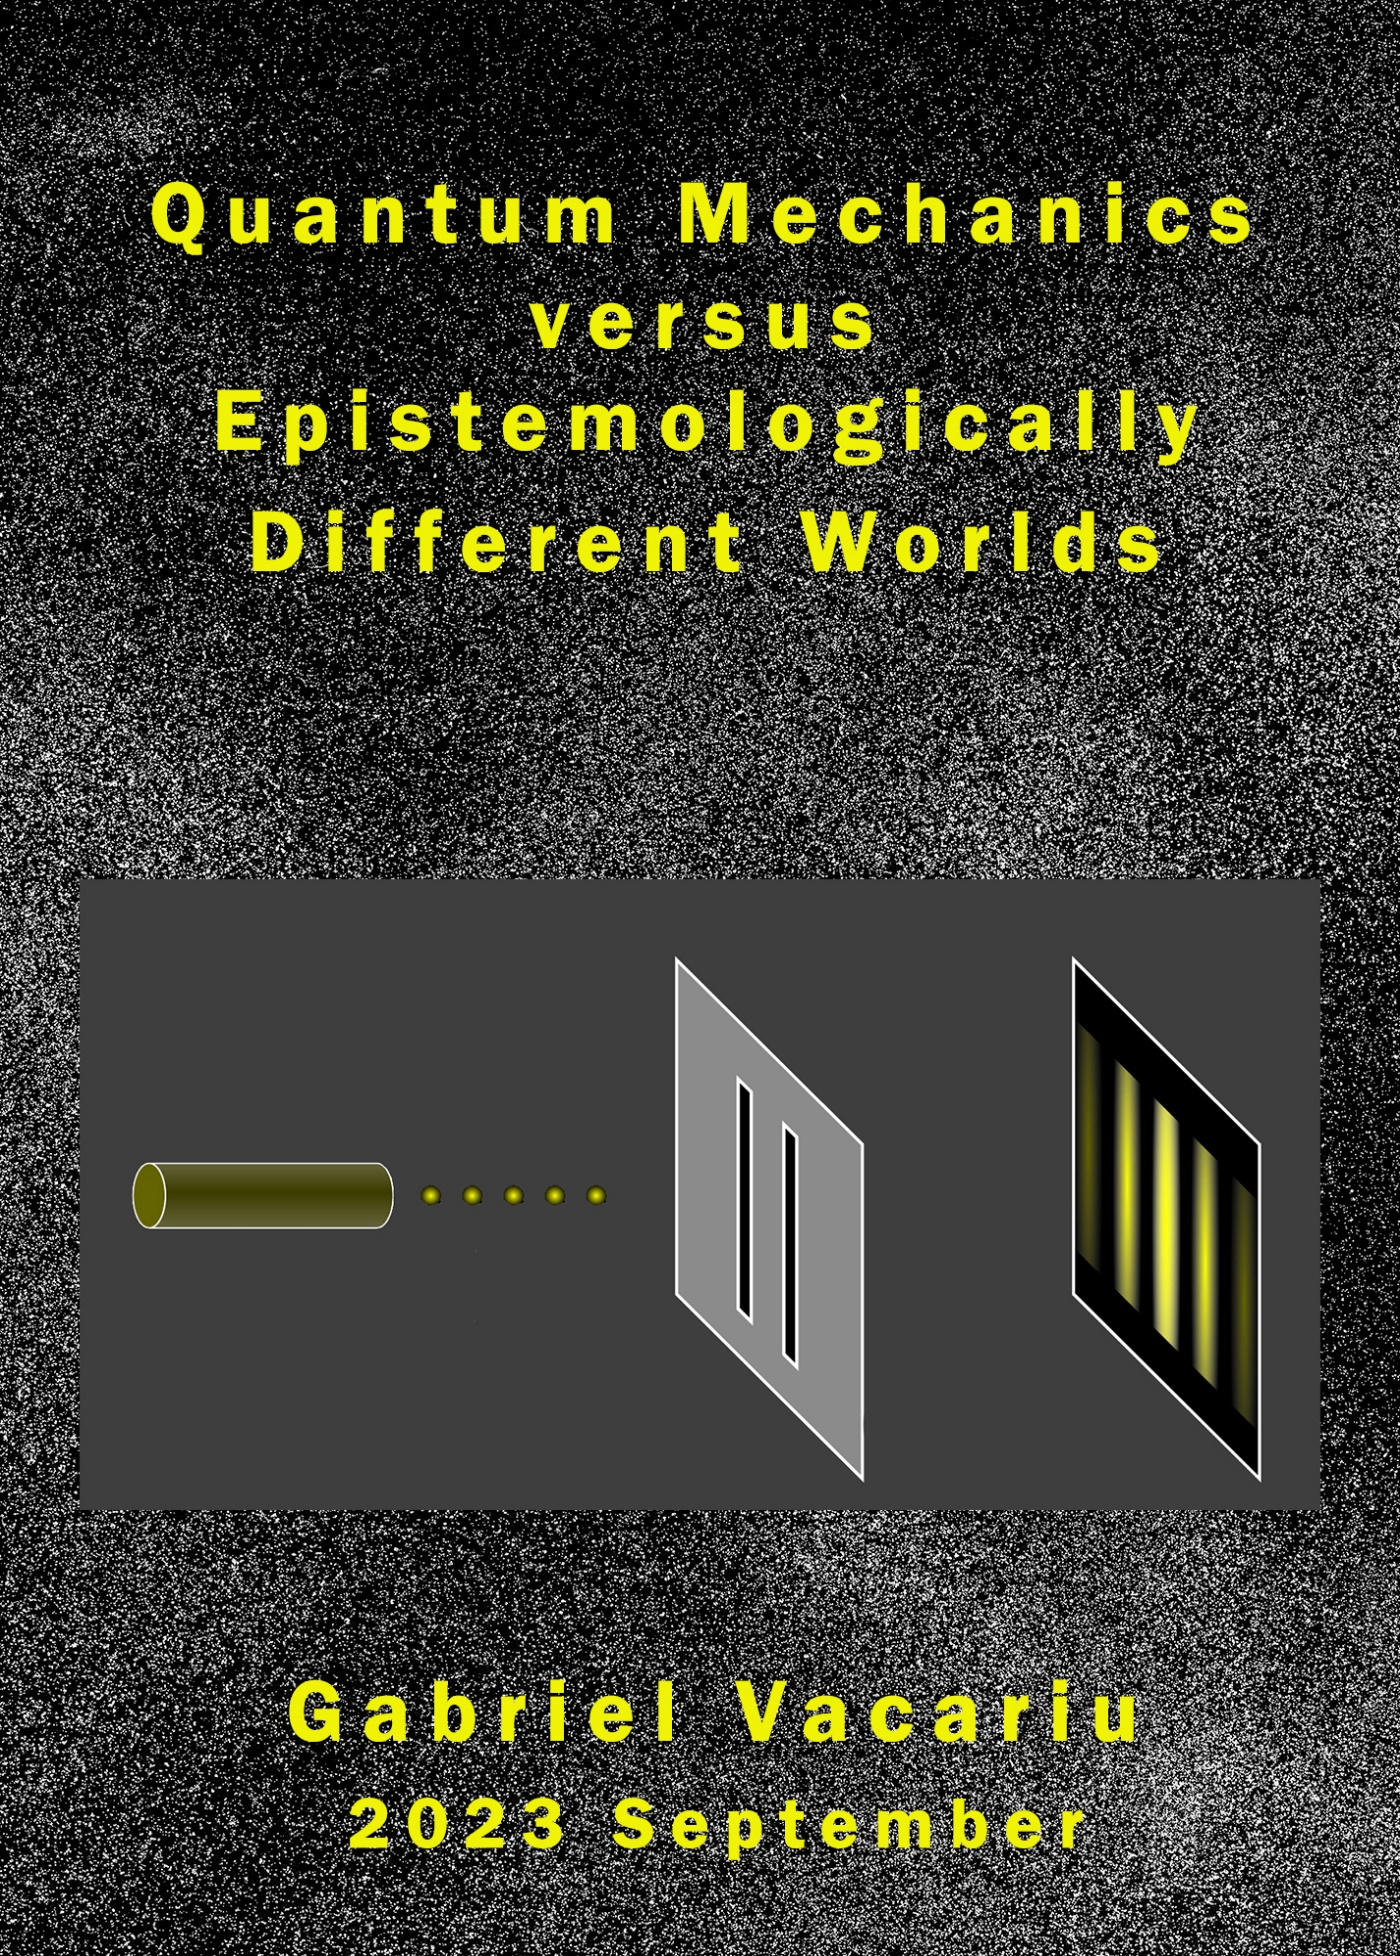 Quantum Mechanics
versus
Epistemologically
Different Worlds
Gabriel Vacariu
2023 September